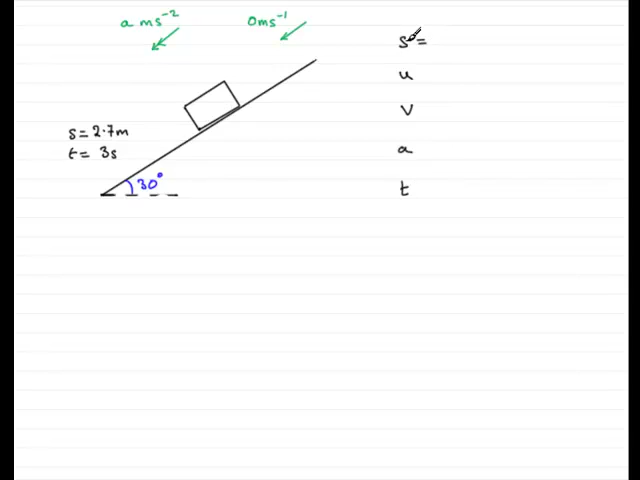 a ms⁻²
0ms⁻¹
s = 2.7m
t = 3s
30°
s =
u
v
a
t